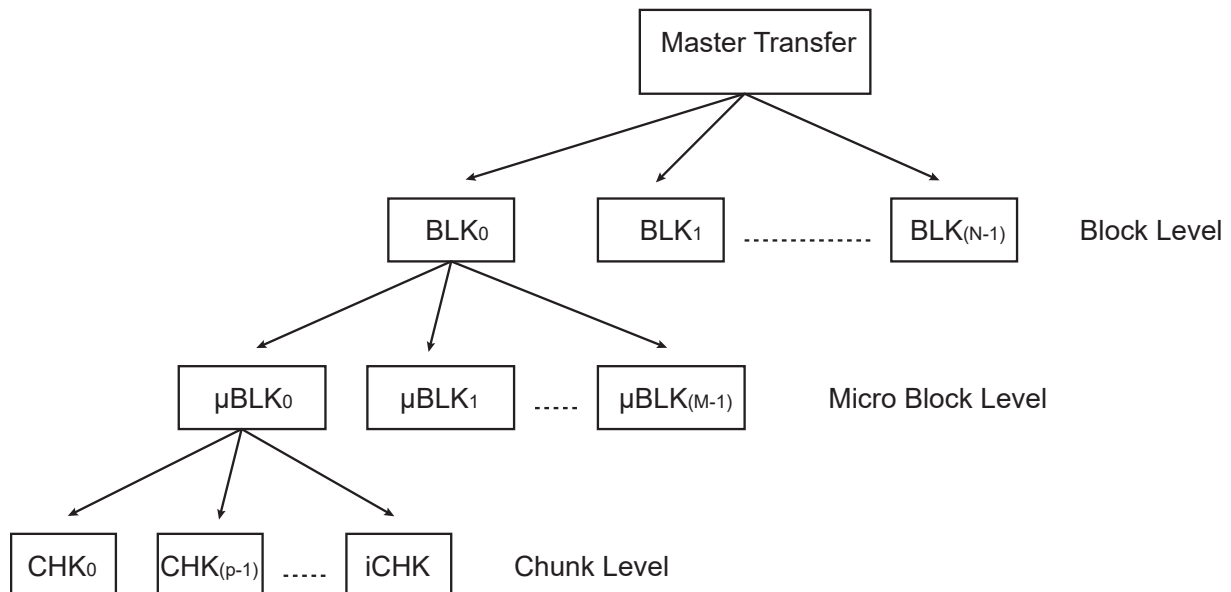 Master Transfer
BLK0 BLK1 BLK(N-1) Block Level
µBLK0 µBLK1 µBLK(M-1) Micro Block Level
CHK0 CHK(p-1) iCHK Chunk Level